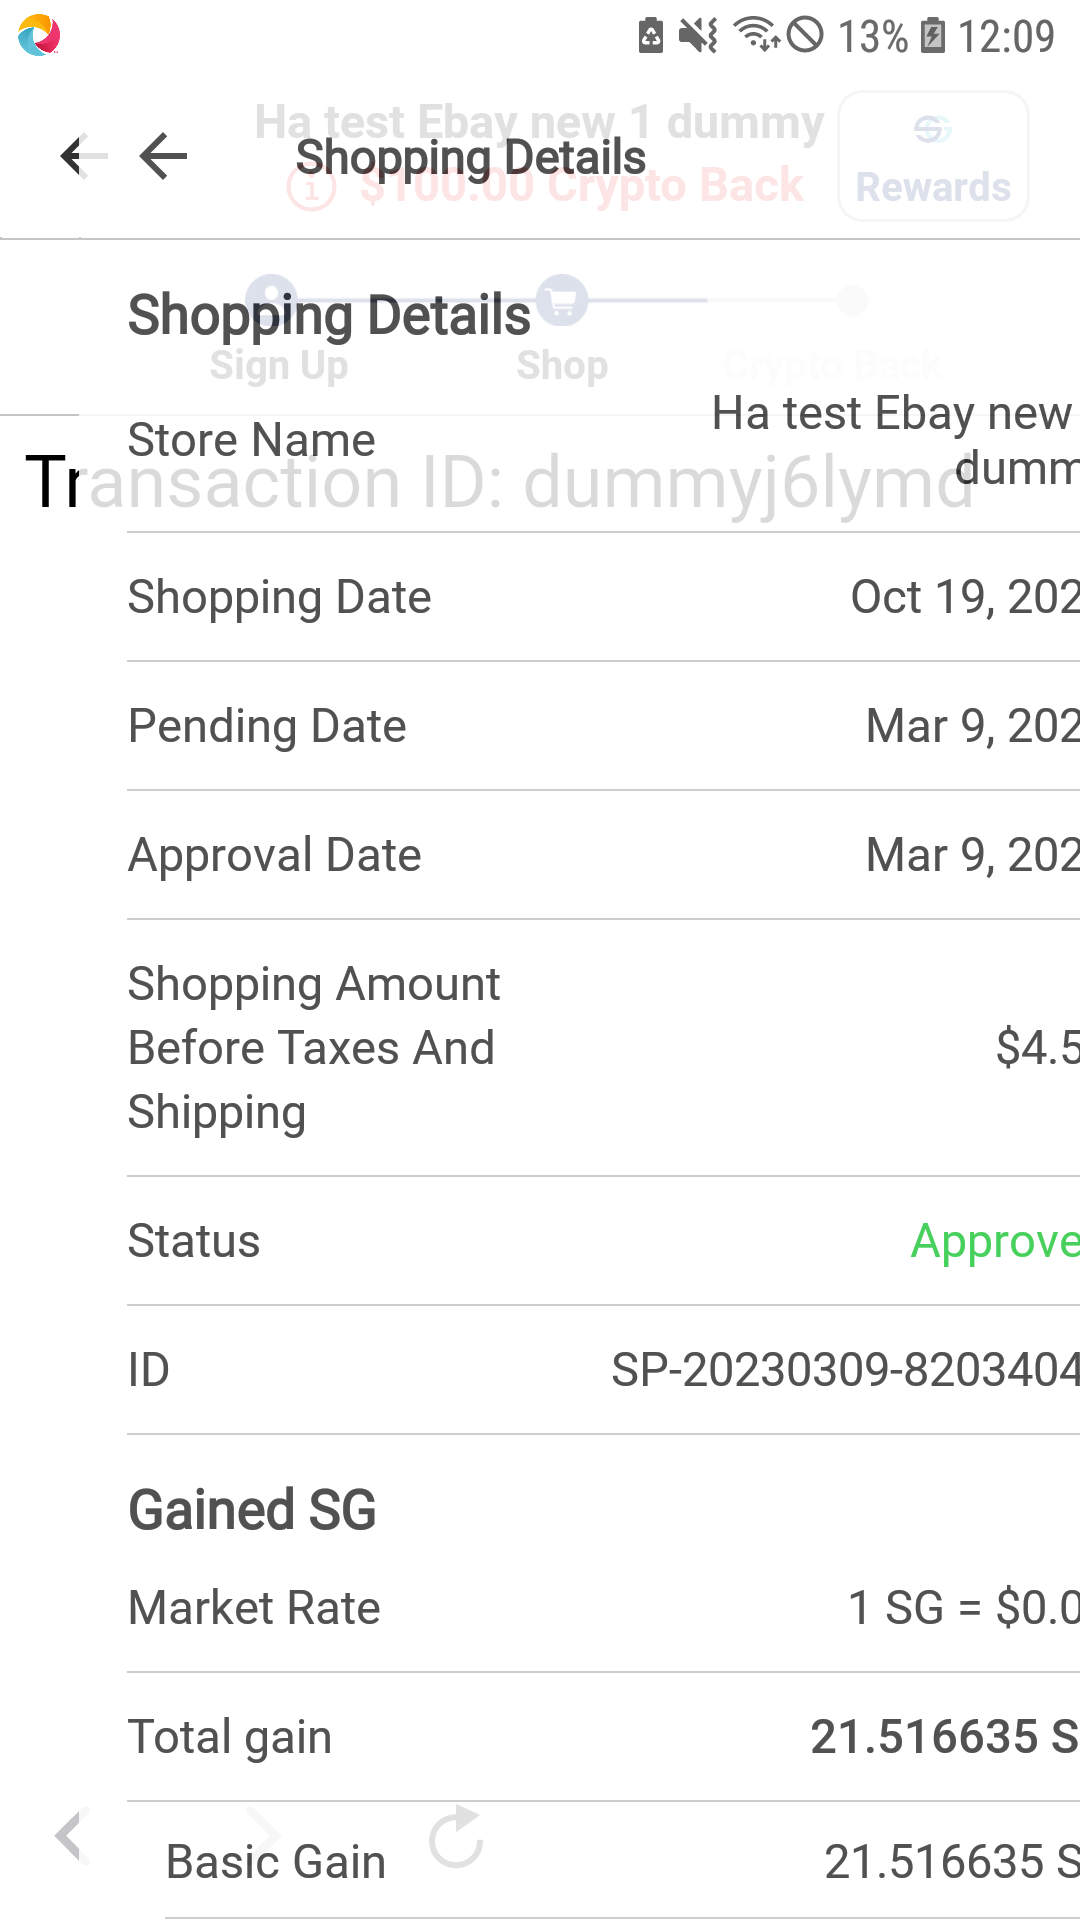 13% 12:09
Ha test Ebay new 1 dummy
Shopping Details
$100.00 Crypto Back
Rewards
Shopping Details
Sign Up Shop Crypto Back
Store Name Ha test Ebay new
dumm
Transaction ID: dummyj6lymd
Shopping Date Oct 19, 202
Pending Date Mar 9, 202
Approval Date Mar 9, 202
Shopping Amount
Before Taxes And $4.5
Shipping
Status Approve
ID SP-20230309-8203404
Gained SG
Market Rate 1 SG = $0.0
Total gain 21.516635 S
Basic Gain 21.516635 S